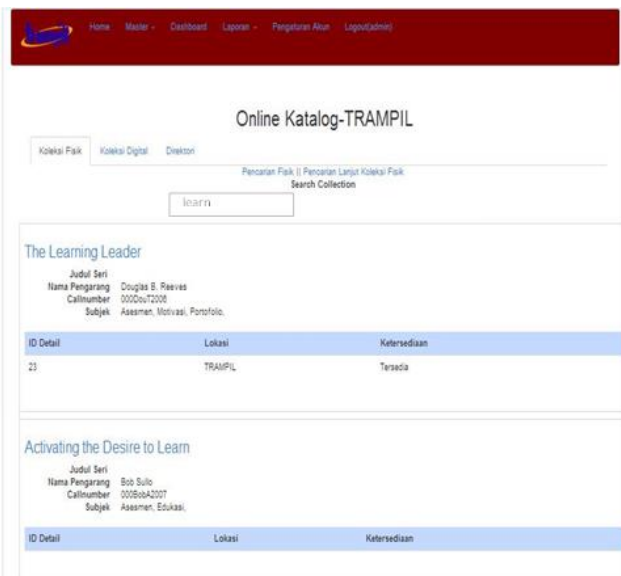 Home Master Dashboard Laporan Pengaturan Akun Logout(admin)
Online Katalog-TRAMPIL
Koleksi Fisik Koleksi Digital Direktori
Pencarian Fisik || Pencarian Lanjut Koleksi Fisik
Search Collection
learn
The Learning Leader
Judul Seri
Nama Pengarang Douglas B. Reeves
Callnumber 000DouT2006
Subjek Asesmen, Motivasi, Portofolio,
ID Detail Lokasi Ketersediaan
23 TRAMPIL Tersedia
Activating the Desire to Learn
Judul Seri
Nama Pengarang Bob Sullo
Callnumber 000BobA2007
Subjek Asesmen, Edukasi,
ID Detail Lokasi Ketersediaan